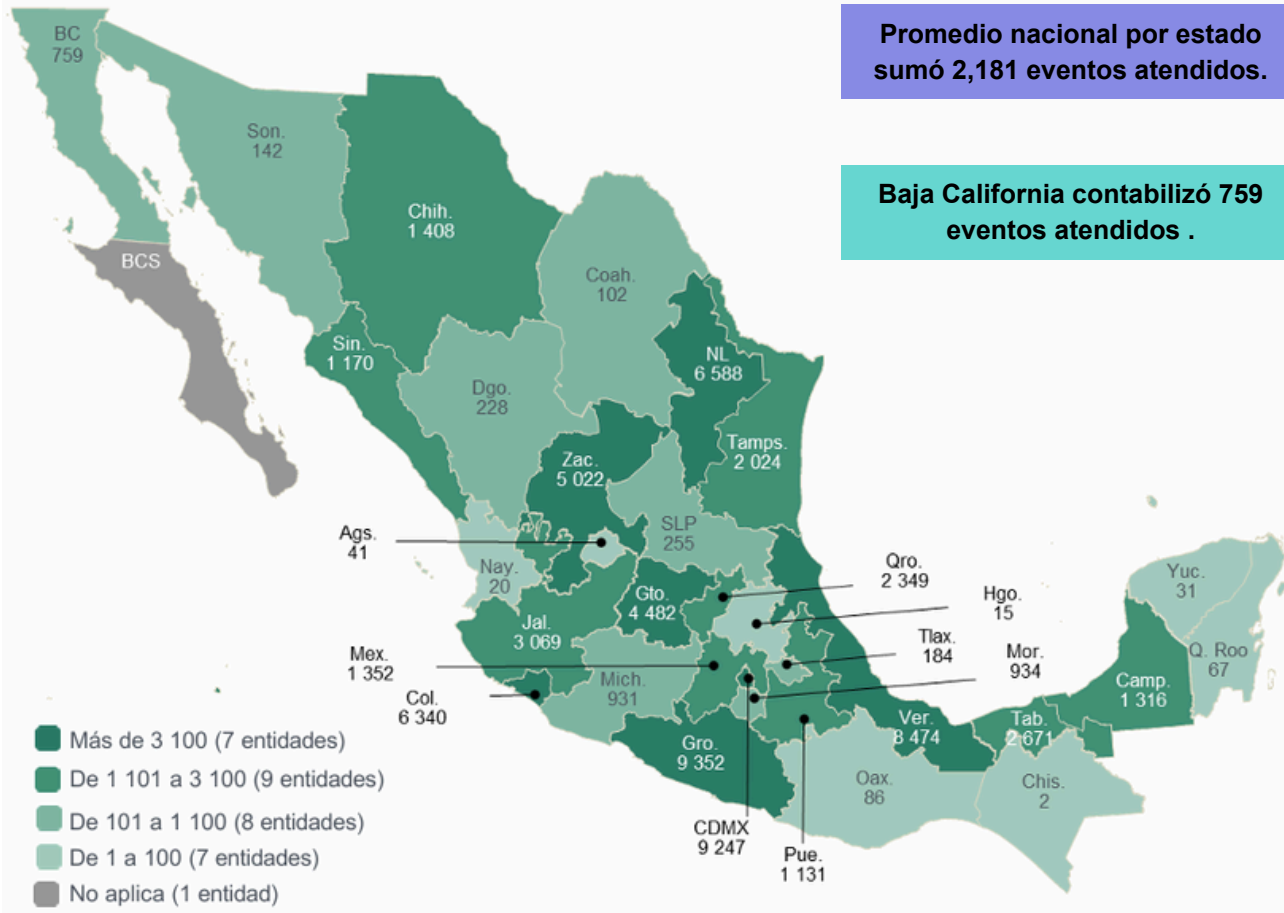 BC
759
Promedio nacional por estado
sumó 2,181 eventos atendidos.
Son.
142
Baja California contabilizó 759
eventos atendidos .
Chih.
1 408
BCS
Coah.
102
Sin.
1 170
NL
6 588
Dgo.
228
Tamps.
2 024
Zac.
5 022
Ags.
41
SLP
255
Nay.
20
Qro.
2 349
Yuc.
31
Gto.
4 482
Hgo.
15
Jal.
3 069
Tlax.
184
Mex.
1 352
Mor.
934
Q. Roo
67
Mich.
931
Camp.
1 316
Col.
6 340
Ver.
8 474
Tab.
2 671
Gro.
9 352
Oax.
86
Chis.
2
CDMX
9 247
Pue.
1 131
Más de 3 100 (7 entidades)
De 1 101 a 3 100 (9 entidades)
De 101 a 1 100 (8 entidades)
De 1 a 100 (7 entidades)
No aplica (1 entidad)